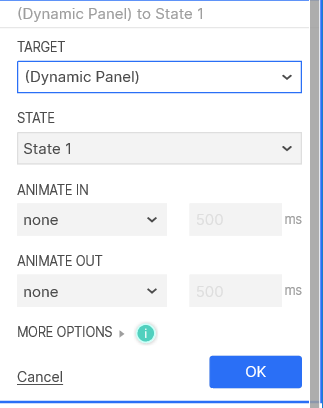 (Dynamic Panel) to State 1
TARGET
(Dynamic Panel)
STATE
State 1
ANIMATE IN
none
500 ms
ANIMATE OUT
none
500 ms
MORE OPTIONS
i
Cancel
OK